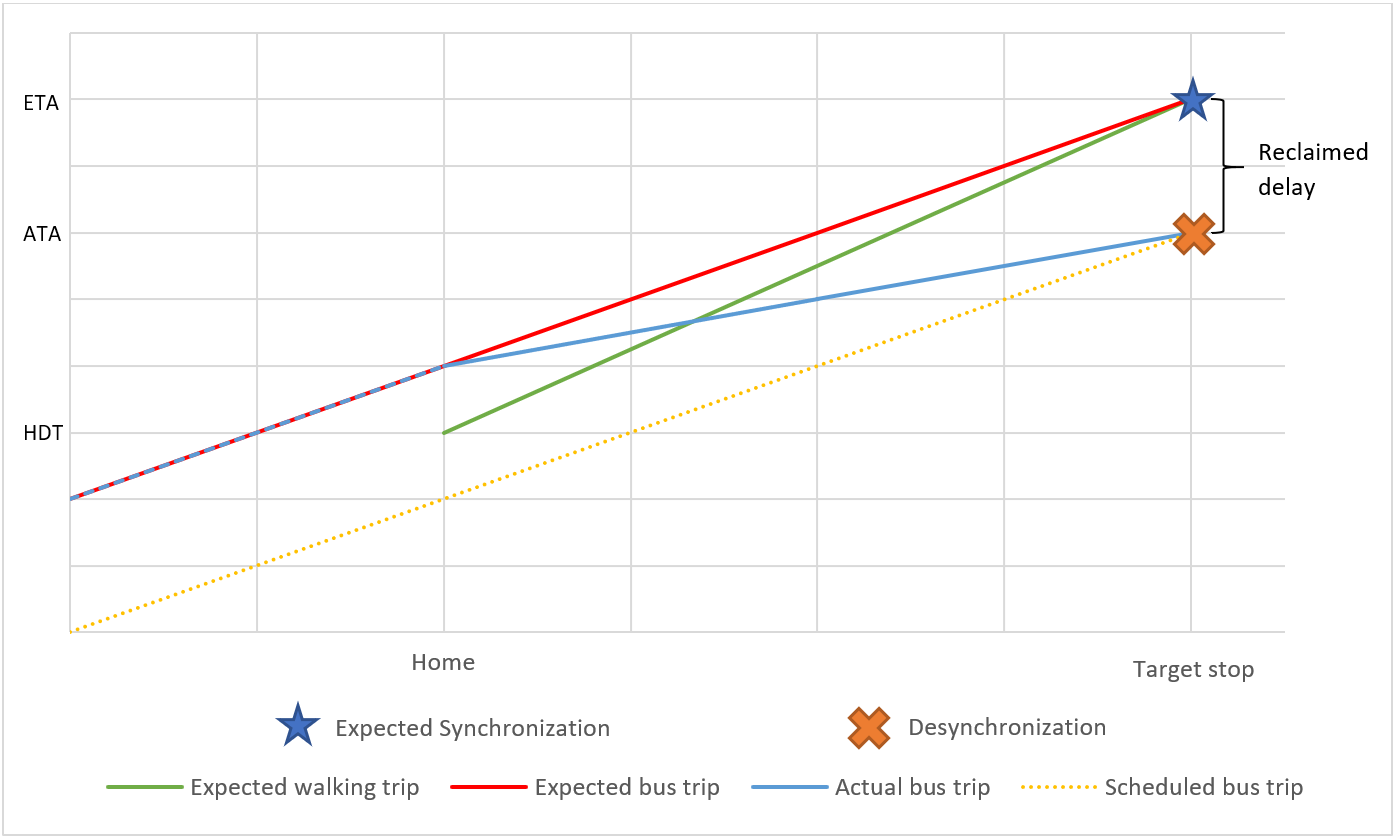 ETA
Reclaimed
delay
ATA
HDT
Home
Target stop
Expected Synchronization
Desynchronization
Expected walking trip
Expected bus trip
Actual bus trip
Scheduled bus trip